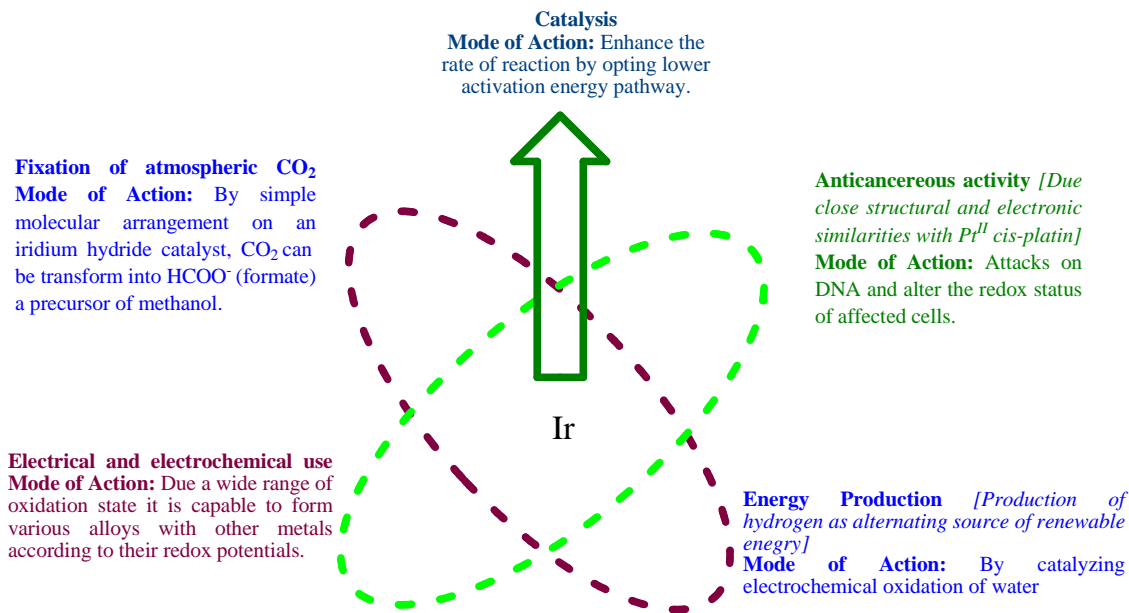 Catalysis
Mode of Action: Enhance the
rate of reaction by opting lower
activation energy pathway.
Fixation of atmospheric CO₂
Mode of Action: By simple
molecular arrangement on an
iridium hydride catalyst, CO₂ can
be transform into HCOO⁻ (formate)
a precursor of methanol.
Anticancereous activity [Due
close structural and electronic
similarities with Ptᴵᴵ cis-platin]
Mode of Action: Attacks on
DNA and alter the redox status
of affected cells.
Ir
Electrical and electrochemical use
Mode of Action: Due a wide range of
oxidation state it is capable to form
various alloys with other metals
according to their redox potentials.
Energy Production [Production of
hydrogen as alternating source of renewable
enegry]
Mode of Action: By catalyzing
electrochemical oxidation of water